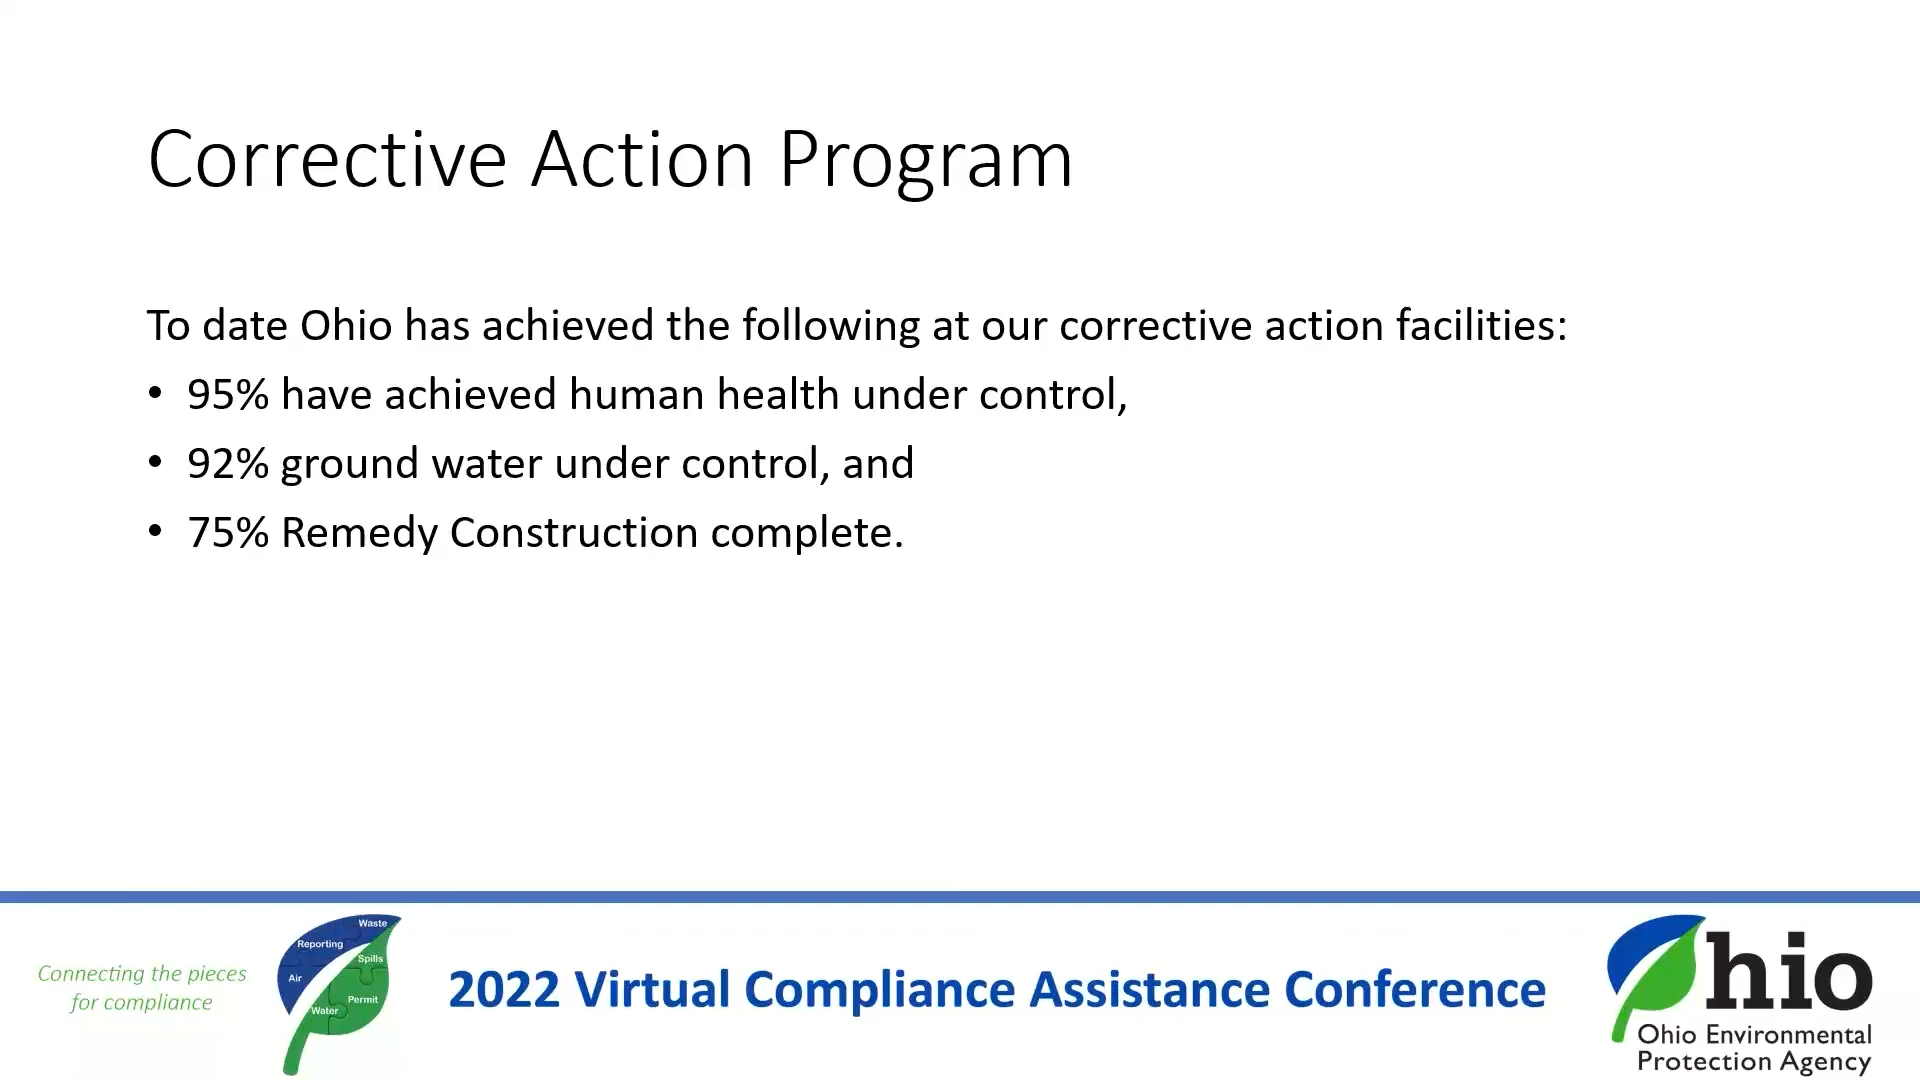 Corrective Action Program
To date Ohio has achieved the following at our corrective action facilities:
• 95% have achieved human health under control,
• 92% ground water under control, and
• 75% Remedy Construction complete.
Connecting the pieces
for compliance
Waste
Reporting
Spills
Air
Permit
Water
2022 Virtual Compliance Assistance Conference
Ohio
Ohio Environmental
Protection Agency